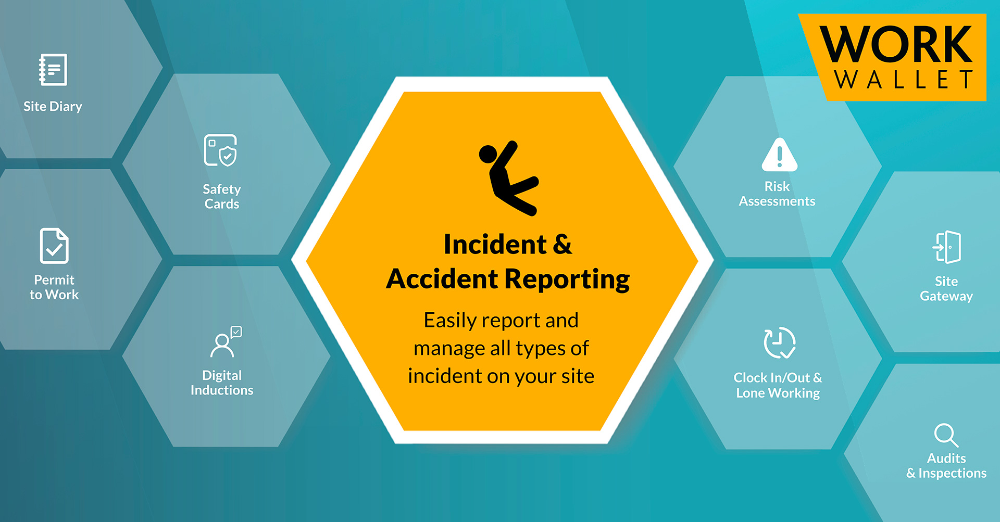 WORK
WALLET
Site Diary
Safety
Cards
Permit
to Work
Digital
Inductions
Incident &
Accident Reporting
Easily report and
manage all types of
incident on your site
Risk
Assessments
Site
Gateway
Clock In/Out &
Lone Working
Audits
& Inspections